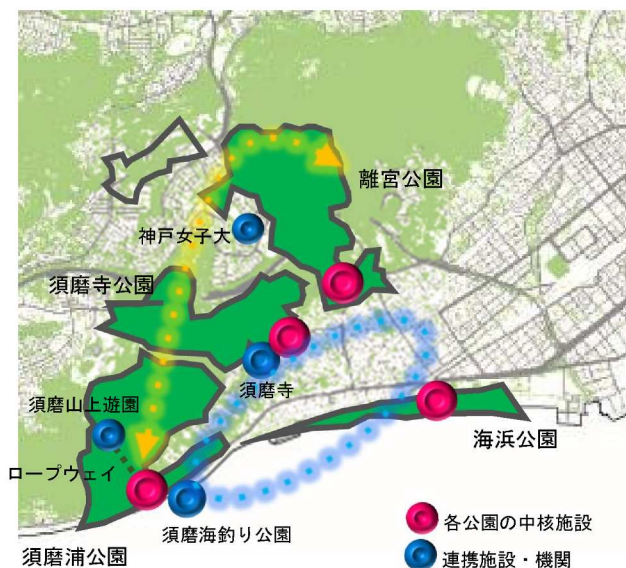 離宮公園
神戸女子大
須磨寺公園
須磨寺
須磨山上遊園
海浜公園
ロープウェイ
須磨海釣り公園
須磨浦公園
各公園の中核施設
連携施設・機関